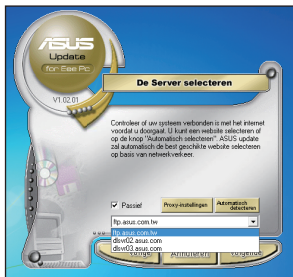 ASUS
Update
for Eee Pc
V1.02.01
De Server selecteren
Controleer of uw systeem verbonden is met het internet
voordat u doorgaat. U kunt een website selecteren of
op de knop "Automatisch selecteren". ASUS update
zal automatisch de best geschikte website selecteren
op basis van netwerkverkeer.
Passief
Proxy-instellingen
Automatisch
detecteren
ftp.asus.com.tw
ftp.asus.com.tw
dlsvr02.asus.com
dlsvr03.asus.com
Vorige Annuleren Volgende